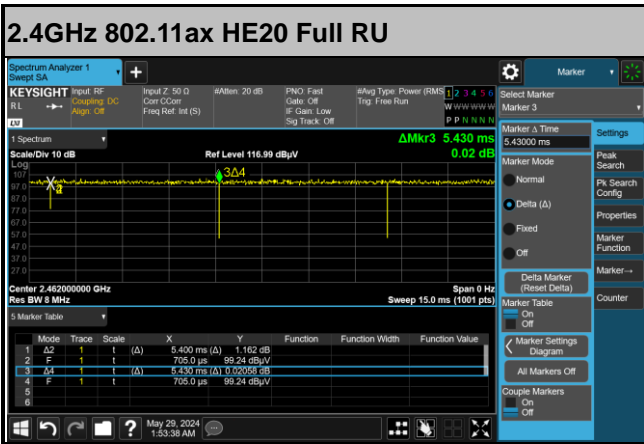 2.4GHz 802.11ax HE20 Full RU
Spectrum Analyzer 1
Swept SA
+
Marker
KEYSIGHT
RL
LXI
Input: RF
Coupling: DC
Align: Off
Input Z: 50 Ω
Corr CCorr
Freq Ref: Int (S)
#Atten: 20 dB
PNO: Fast
Gate: Off
IF Gain: Low
Sig Track: Off
#Avg Type: Power (RMS
Trig: Free Run
1 2 3 4 5 6
W W W W W W
P P N N N N
Select Marker
Marker 3
1 Spectrum
ΔMkr3 5.430 ms
0.02 dB
Scale/Div 10 dB
Ref Level 116.99 dBµV
Log
107
97.0
87.0
77.0
67.0
57.0
47.0
37.0
27.0
3Δ4
Center 2.462000000 GHz
Span 0 Hz
Res BW 8 MHz
Sweep 15.0 ms (1001 pts)
Marker Δ Time
5.43000 ms
Marker Mode
Normal
Delta (Δ)
Fixed
Off
Delta Marker
(Reset Delta)
Marker Table
On
Off
Marker Settings
Diagram
All Markers Off
Couple Markers
On
Off
Settings
Peak
Search
Pk Search
Config
Properties
Marker
Function
Marker→
Counter
5 Marker Table
Mode Trace Scale X Y Function Function Width Function Value
1 Δ2 1 t (Δ) 5.400 ms (Δ) 1.162 dB
2 F 1 t 705.0 µs 99.24 dBµV
3 Δ4 1 t (Δ) 5.430 ms (Δ) 0.02058 dB
4 F 1 t 705.0 µs 99.24 dBµV
5
6
?
May 29, 2024
1:53:38 AM